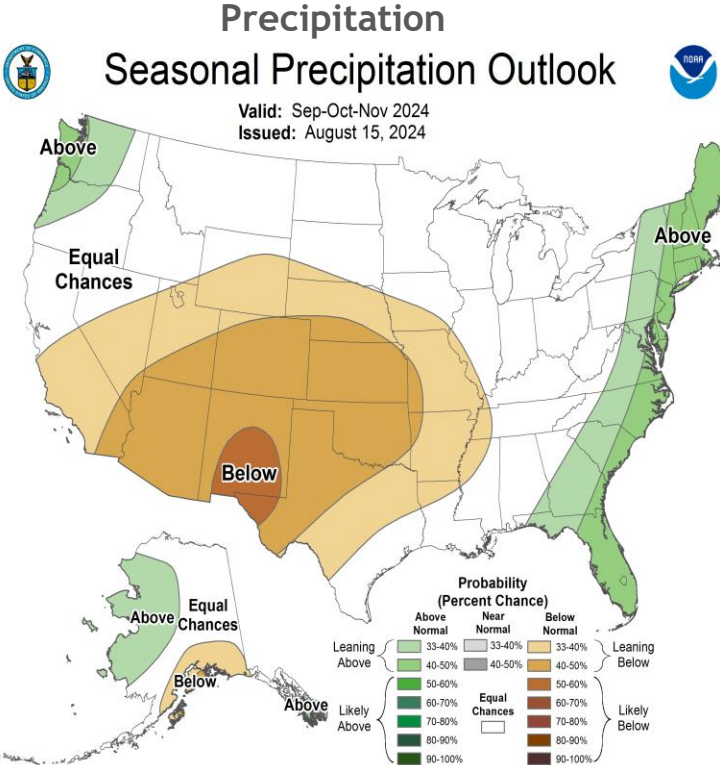 Precipitation
Seasonal Precipitation Outlook
NOAA
Valid: Sep-Oct-Nov 2024
Issued: August 15, 2024
Above
Above
Equal
Chances
Below
Above
Equal
Chances
Below
Above
Probability
(Percent Chance)
Above
Normal
Near
Normal
Below
Normal
Leaning
Above
33-40%
33-40%
33-40%
Leaning
Below
40-50%
40-50%
40-50%
Likely
Above
50-60%
60-70%
70-80%
80-90%
90-100%
Equal
Chances
50-60%
60-70%
70-80%
80-90%
90-100%
Likely
Below